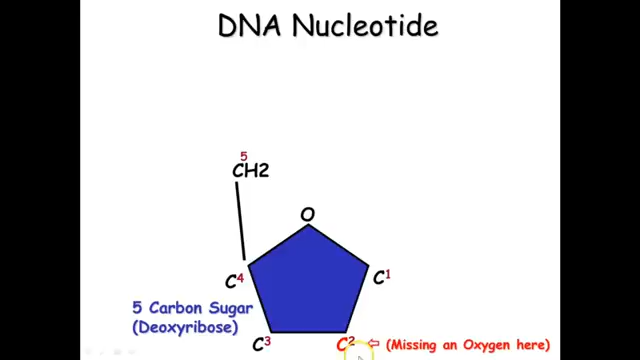 DNA Nucleotide
5
CH2
O
C4
C1
5 Carbon Sugar
(Deoxyribose)
C3
C2 ⇦ (Missing an Oxygen here)